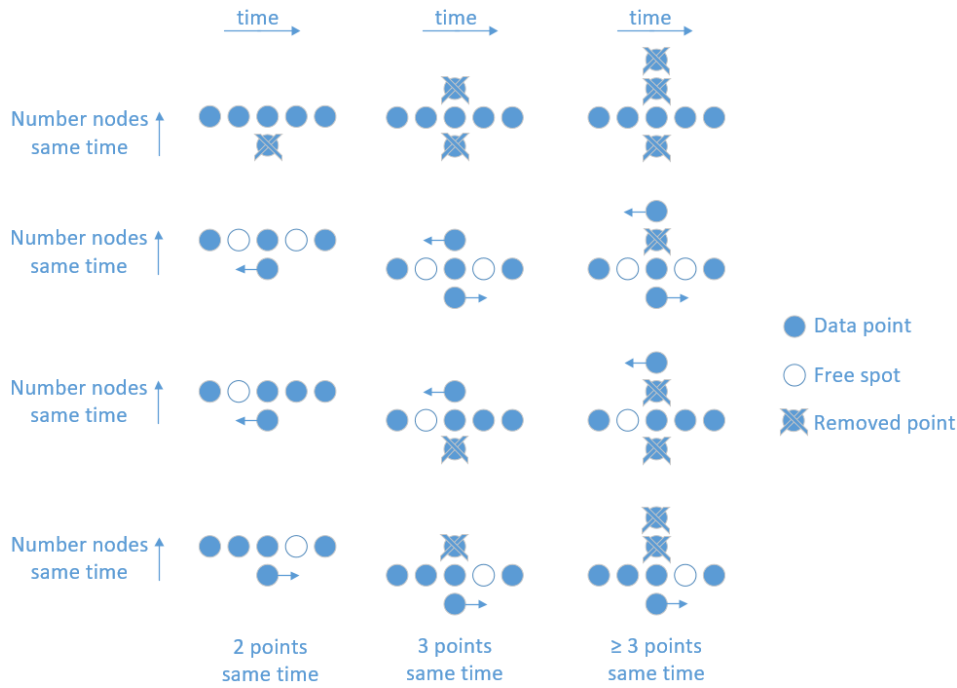 time
time
time
Number nodes
same time
Number nodes
same time
Data point
Free spot
Number nodes
same time
Removed point
Number nodes
same time
2 points
same time
3 points
same time
≥ 3 points
same time